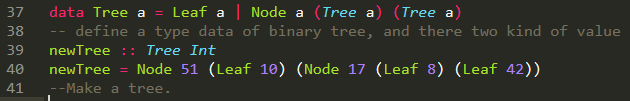 37 data Tree a = Leaf a | Node a (Tree a) (Tree a)
38 -- define a type data of binary tree, and there two kind of value
39 newTree :: Tree Int
40 newTree = Node 51 (Leaf 10) (Node 17 (Leaf 8) (Leaf 42))
41 --Make a tree.